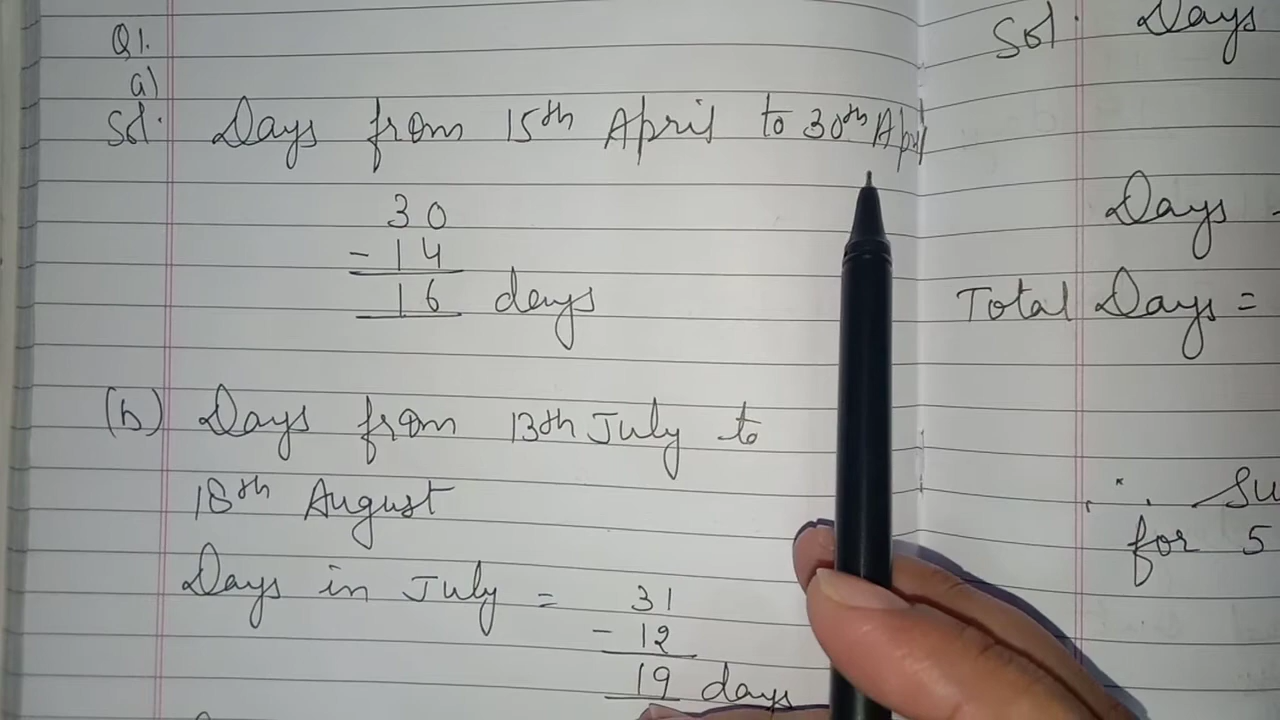 Q1.
a)
Sol. Days from 15th April to 30th April
30
- 14
16 days
(b) Days from 13th July to
18th August
Days in July = 31
- 12
19 days
Sol. Days
Days
Total Days =
∴ Su
for 5